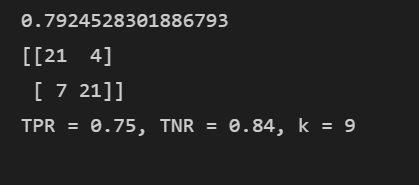 0.7924528301886793
[[21  4]
 [ 7 21]]
TPR = 0.75, TNR = 0.84, k = 9